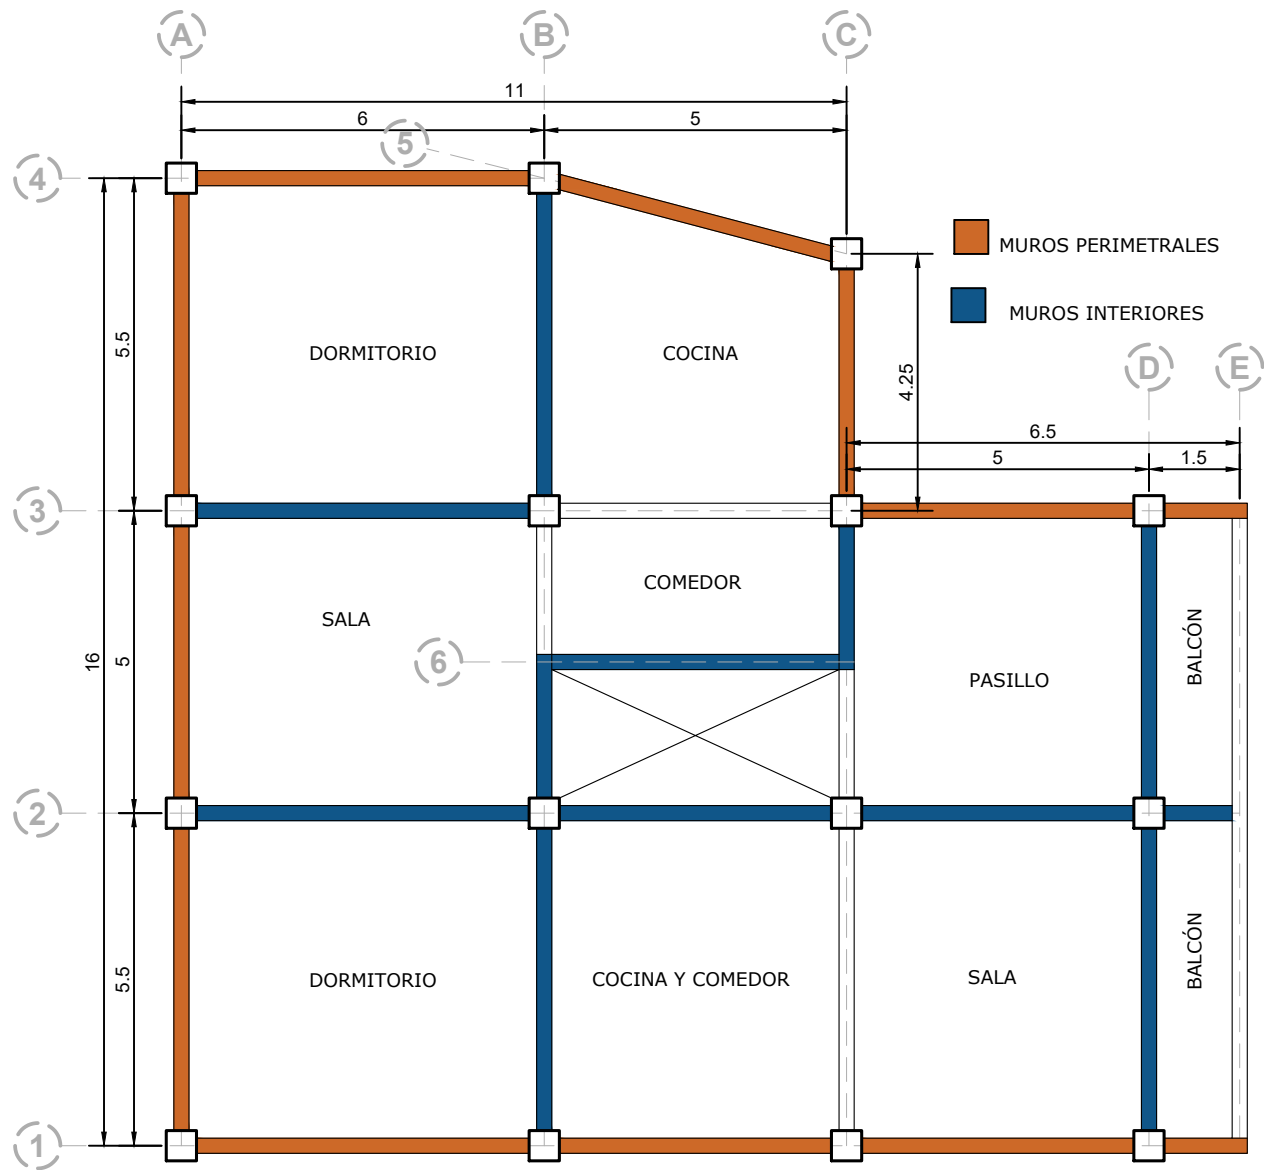 A
B
C
11
6
5
5
4
MUROS PERIMETRALES
MUROS INTERIORES
5.5
DORMITORIO
COCINA
4.25
D
E
6.5
5
1.5
3
COMEDOR
SALA
BALCÓN
16
5
6
PASILLO
2
5.5
DORMITORIO
COCINA Y COMEDOR
SALA
BALCÓN
1